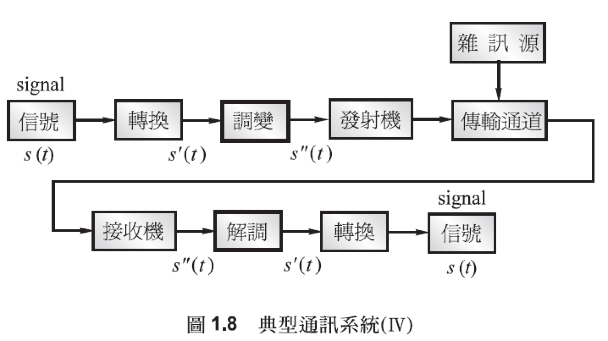 雜訊源
signal
信號
轉換
調變
發射機
傳輸通道
s(t)
s′(t)
s″(t)
signal
接收機
解調
轉換
信號
s″(t)
s′(t)
s(t)
圖 1.8 典型通訊系統(IV)